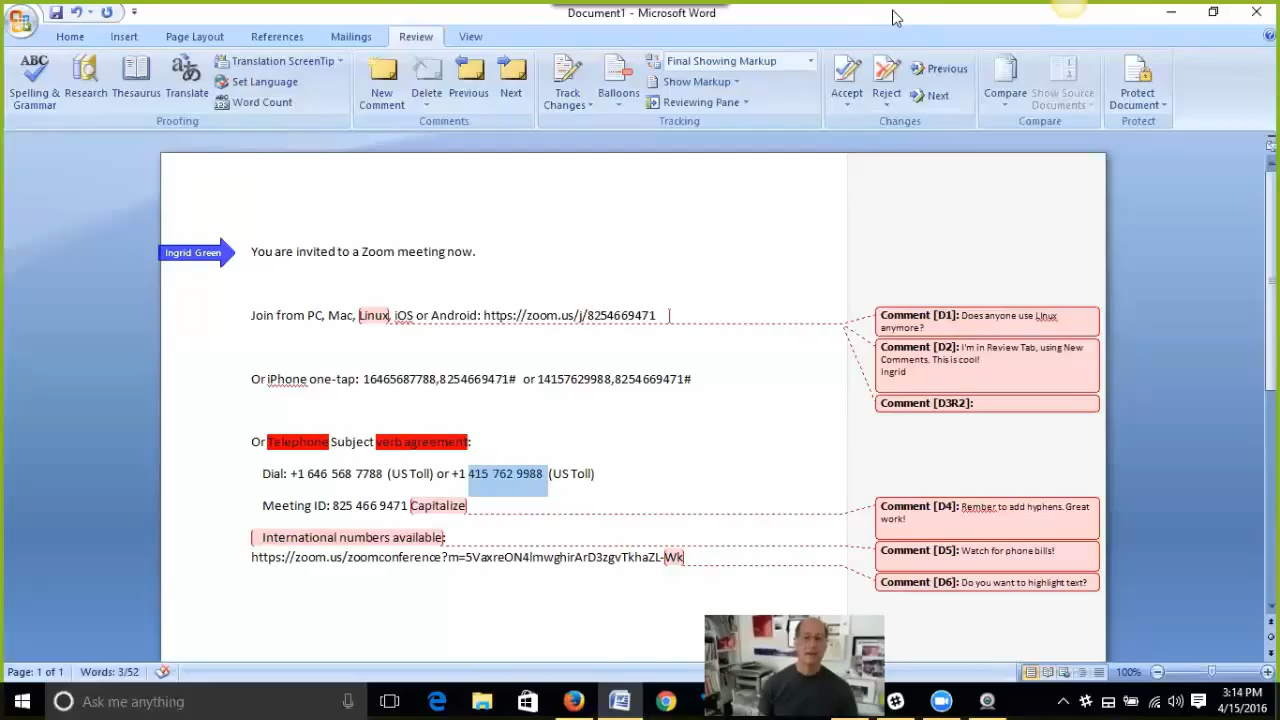 Document1 - Microsoft Word
Home Insert Page Layout References Mailings Review View
ABC
Spelling & Grammar
Research
Thesaurus
Translate
Translation ScreenTip
Set Language
Word Count
Proofing
New Comment
Delete
Previous
Next
Comments
Track Changes
Balloons
Final Showing Markup
Show Markup
Reviewing Pane
Tracking
Accept
Reject
Previous
Next
Changes
Compare
Show Source Documents
Compare
Protect Document
Protect
Ingrid Green
You are invited to a Zoom meeting now.
Join from PC, Mac, Linux, iOS or Android: https://zoom.us/j/8254669471
Or iPhone one-tap: 16465687788,8254669471# or 14157629988,8254669471#
Or Telephone Subject verb agreement:
Dial: +1 646 568 7788 (US Toll) or +1 415 762 9988 (US Toll)
Meeting ID: 825 466 9471 Capitalize
International numbers available:
https://zoom.us/zoomconference?m=5VaxreON4lmwghirArD3zgvTkhaZL-Wk
Comment [D1]: Does anyone use LInux
anymore?
Comment [D2]: I'm in Review Tab, using New
Comments. This is cool!
Ingrid
Comment [D3R2]:
Comment [D4]: Rember to add hyphens. Great
work!
Comment [D5]: Watch for phone bills!
Comment [D6]: Do you want to highlight text?
Page: 1 of 1 Words: 3/52 100%
Ask me anything
3:14 PM
4/15/2016